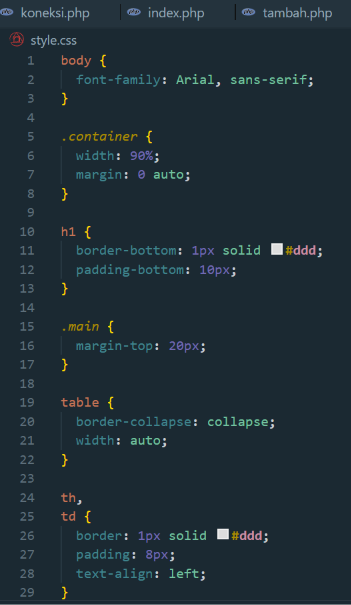 koneksi.php index.php tambah.php
style.css
1 body {
2 font-family: Arial, sans-serif;
3 }
4
5 .container {
6 width: 90%;
7 margin: 0 auto;
8 }
9
10 h1 {
11 border-bottom: 1px solid #ddd;
12 padding-bottom: 10px;
13 }
14
15 .main {
16 margin-top: 20px;
17 }
18
19 table {
20 border-collapse: collapse;
21 width: auto;
22 }
23
24 th,
25 td {
26 border: 1px solid #ddd;
27 padding: 8px;
28 text-align: left;
29 }